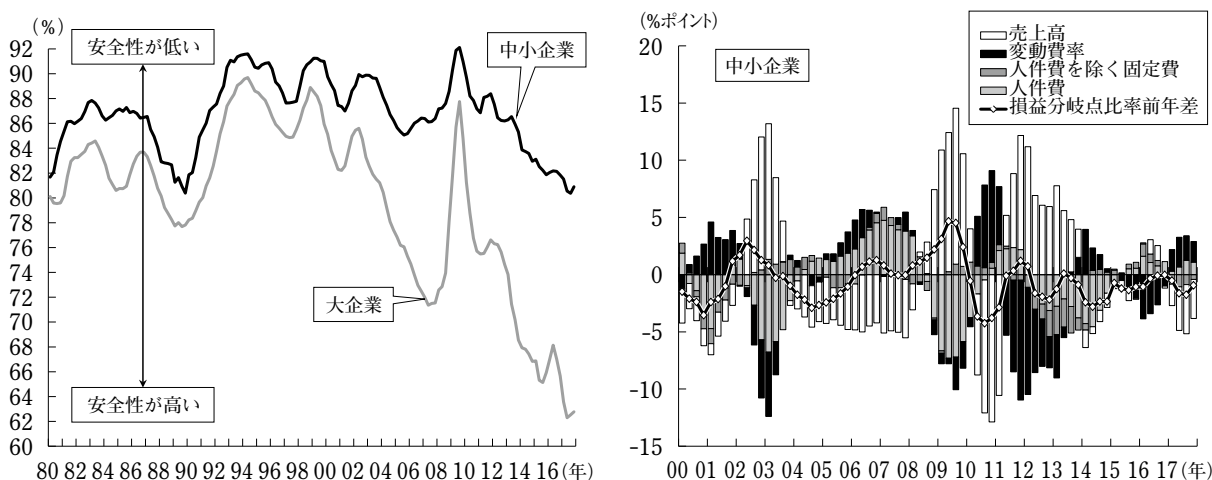 (%)
92
90
88
86
84
82
80
78
76
74
72
70
68
66
64
62
60
安全性が低い
中小企業
大企業
安全性が高い
80 82 84 86 88 90 92 94 96 98 00 02 04 06 08 10 12 14 16 (年)
(%ポイント)
20
15
10
5
0
-5
-10
-15
中小企業
売上高
変動費率
人件費を除く固定費
人件費
損益分岐点比率前年差
00 01 02 03 04 05 06 07 08 09 10 11 12 13 14 15 16 17 (年)